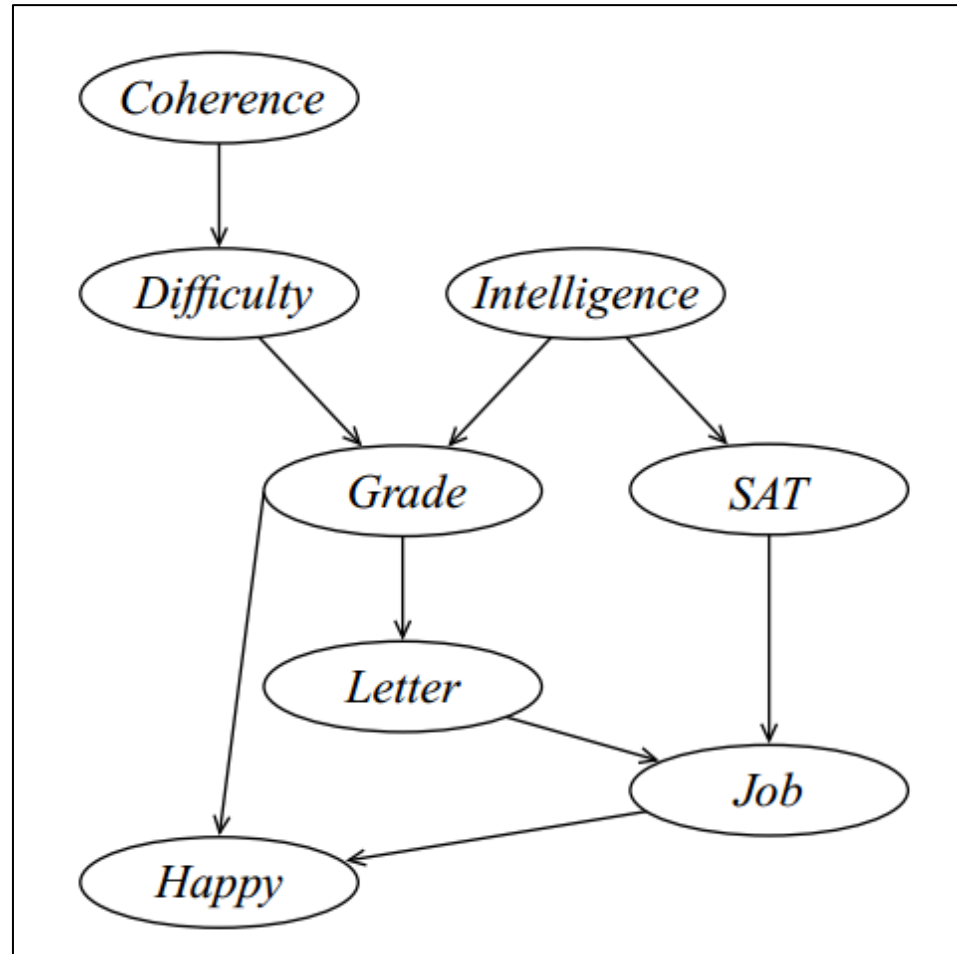 Coherence
Difficulty
Intelligence
Grade
SAT
Letter
Job
Happy